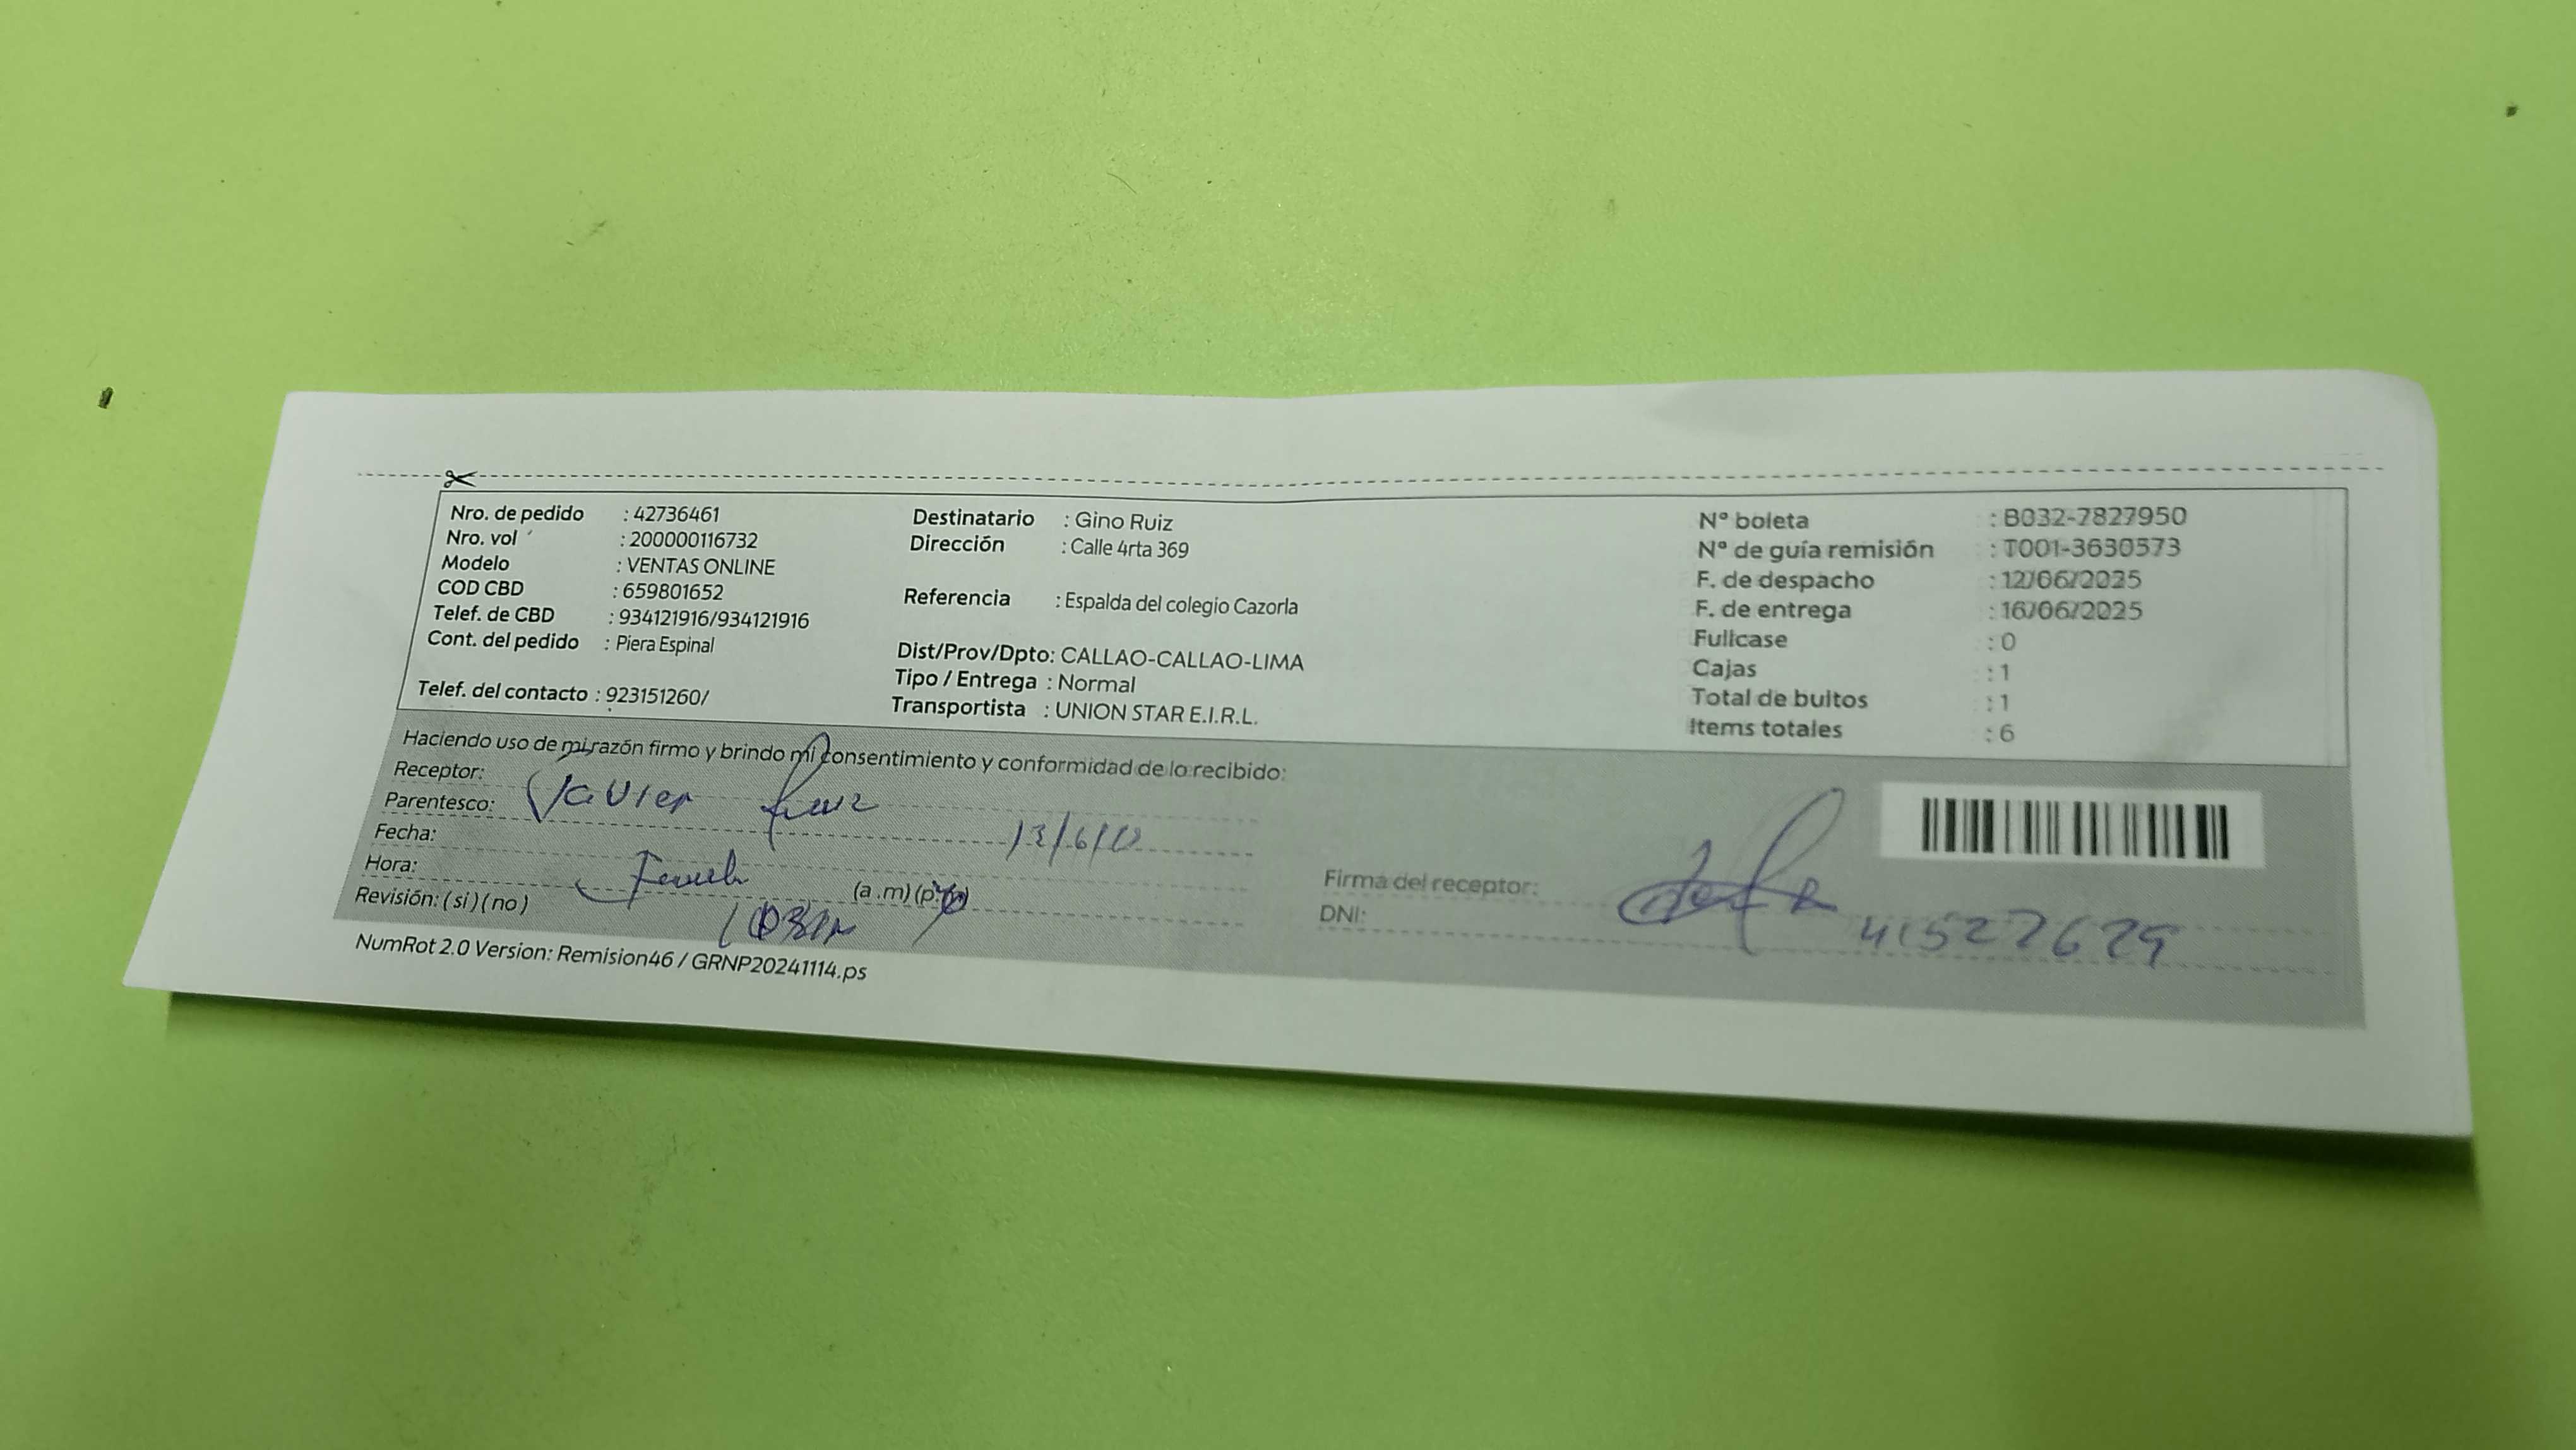 Nro. de pedido : 42736461
Nro. vol : 200000116732
Modelo : VENTAS ONLINE
COD CBD : 659801652
Telef. de CBD : 934121916/934121916
Cont. del pedido : Piera Espinal
Telef. del contacto : 923151260/
Destinatario : Gino Ruiz
Dirección : Calle 4rta 369
Referencia : Espalda del colegio Cazorla
Dist/Prov/Dpto: CALLAO-CALLAO-LIMA
Tipo / Entrega : Normal
Transportista : UNION STAR E.I.R.L.
Nº boleta : B032-7827950
Nº de guía remisión : T001-3630573
F. de despacho : 12/06/2025
F. de entrega : 16/06/2025
Fullcase : 0
Cajas : 1
Total de bultos : 1
Items totales : 6
Haciendo uso de mi razón firmo y brindo mi consentimiento y conformidad de lo recibido:
Receptor:
Javier Ruiz
Parentesco:
Fecha:
Hora: (a .m) (p.
Revisión: ( si ) ( no )
Firma del receptor:
DNI: 41527629
NumRot 2.0 Version: Remision46 / GRNP20241114.ps